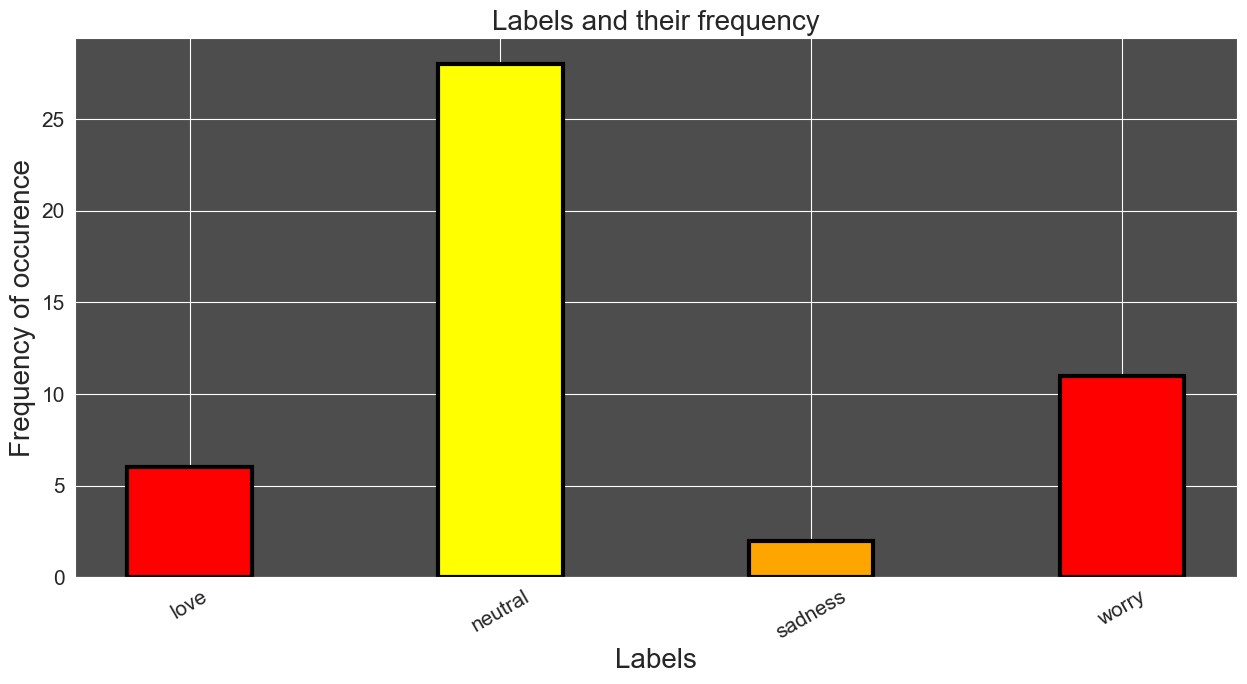 Labels and their frequency
Frequency of occurence
25
20
15
10
5
0
love
neutral
sadness
worry
Labels